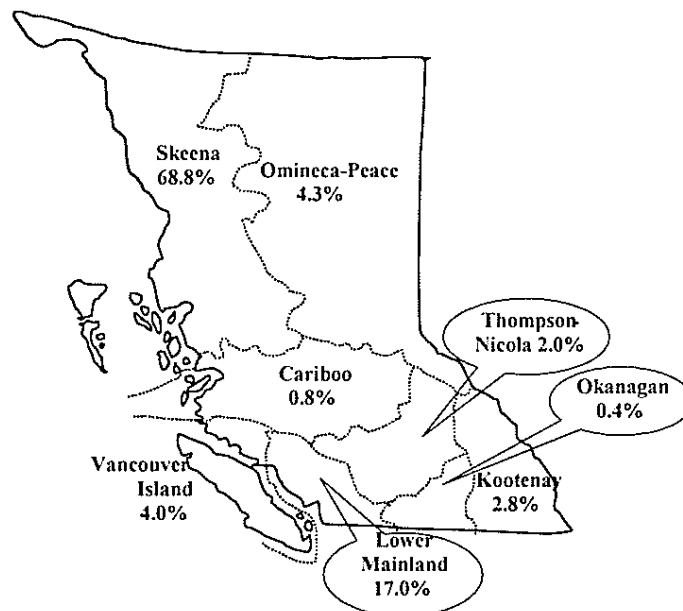 Skeena
68.8%
Omineca-Peace
4.3%
Thompson-
Nicola 2.0%
Cariboo
0.8%
Okanagan
0.4%
Vancouver
Island
4.0%
Kootenay
2.8%
Lower
Mainland
17.0%